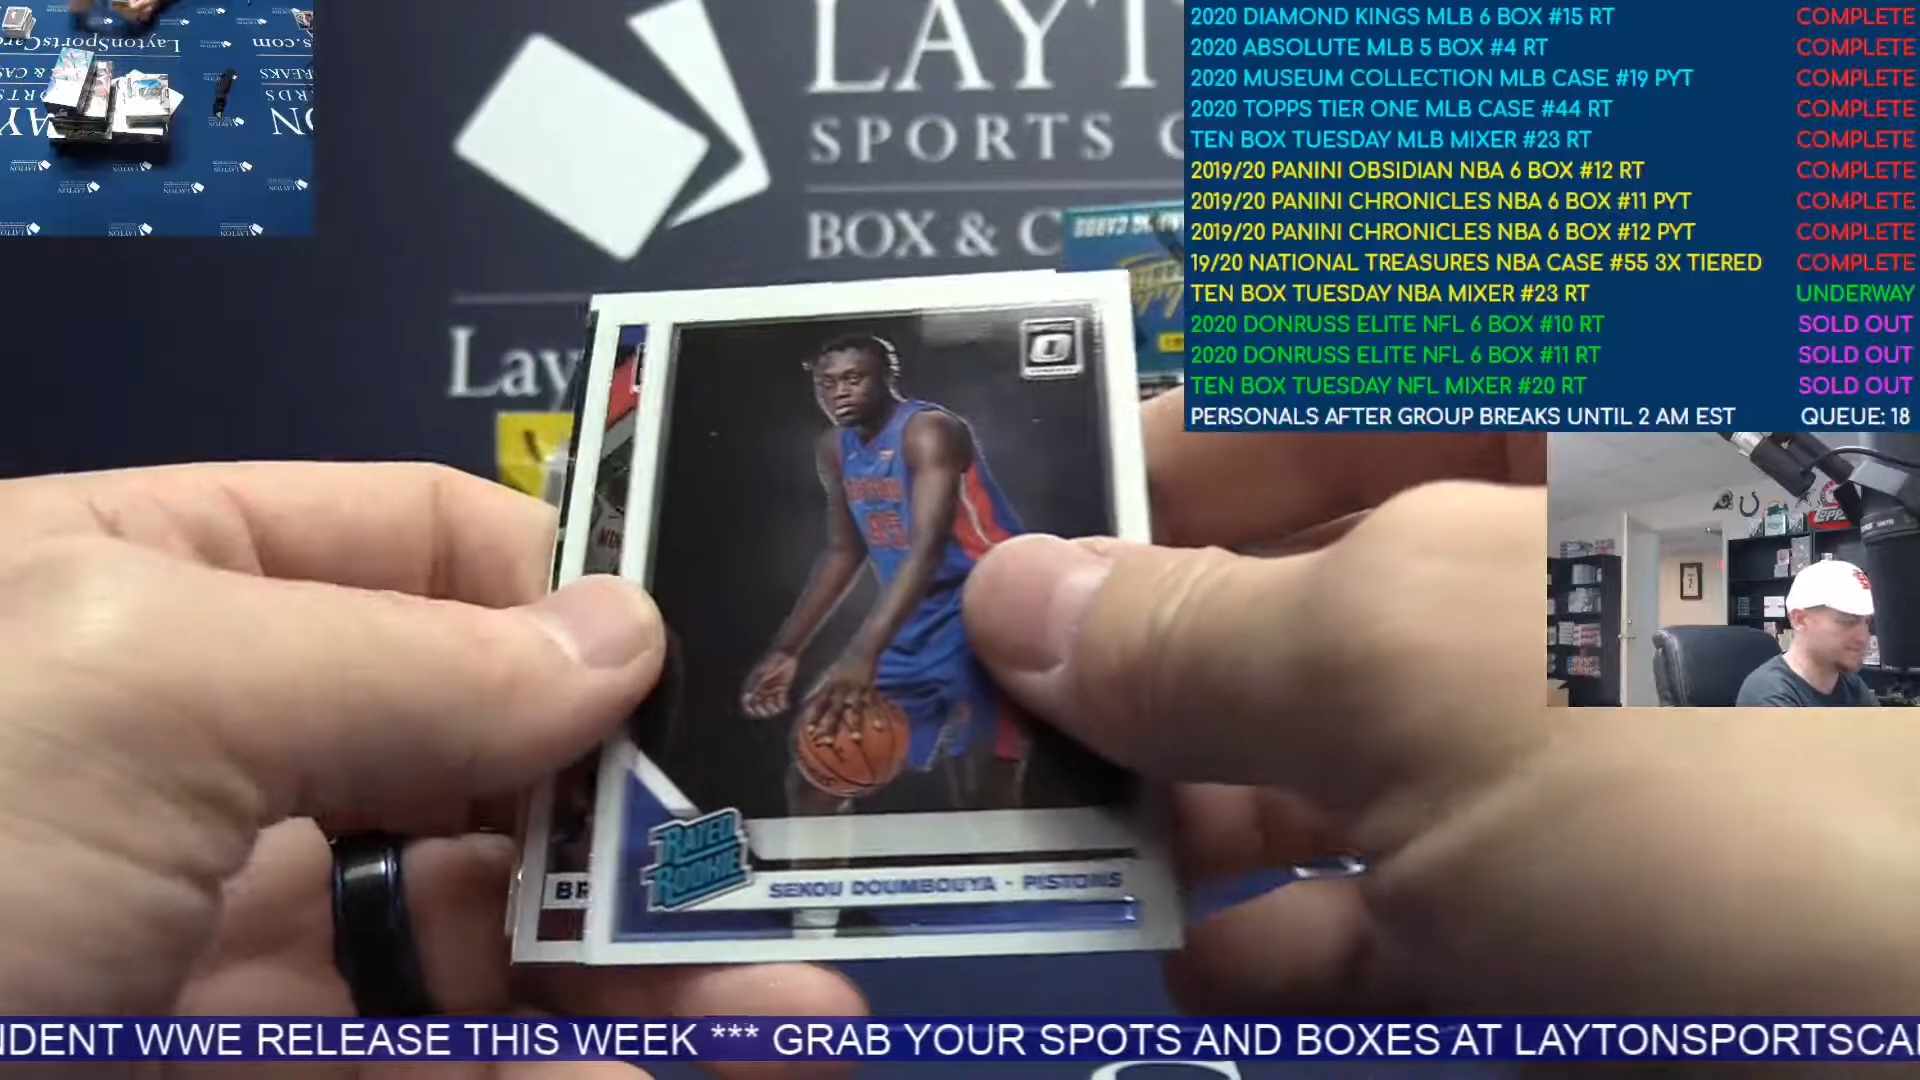 LaytonSportsCar
LAYT
SPORTS C
BOX & C
Lay
2020 DIAMOND KINGS MLB 6 BOX #15 RT COMPLETE
2020 ABSOLUTE MLB 5 BOX #4 RT COMPLETE
2020 MUSEUM COLLECTION MLB CASE #19 PYT COMPLETE
2020 TOPPS TIER ONE MLB CASE #44 RT COMPLETE
TEN BOX TUESDAY MLB MIXER #23 RT COMPLETE
2019/20 PANINI OBSIDIAN NBA 6 BOX #12 RT COMPLETE
2019/20 PANINI CHRONICLES NBA 6 BOX #11 PYT COMPLETE
2019/20 PANINI CHRONICLES NBA 6 BOX #12 PYT COMPLETE
19/20 NATIONAL TREASURES NBA CASE #55 3X TIERED COMPLETE
TEN BOX TUESDAY NBA MIXER #23 RT UNDERWAY
2020 DONRUSS ELITE NFL 6 BOX #10 RT SOLD OUT
2020 DONRUSS ELITE NFL 6 BOX #11 RT SOLD OUT
TEN BOX TUESDAY NFL MIXER #20 RT SOLD OUT
PERSONALS AFTER GROUP BREAKS UNTIL 2 AM EST QUEUE: 18
RATED
ROOKIE
BR
SEKOU DOUMBOUYA - PISTONS
NDENT WWE RELEASE THIS WEEK *** GRAB YOUR SPOTS AND BOXES AT LAYTONSPORTSCA